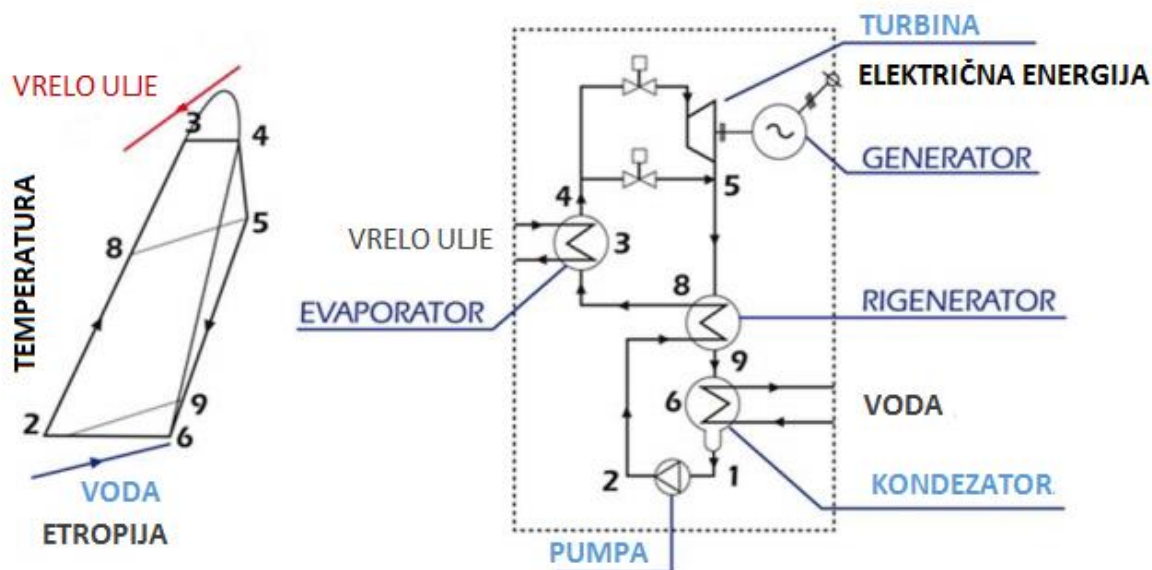 VRELO ULJE
3
4
8
5
2
9
6
TEMPERATURA
VODA
ETROPIJA
TURBINA
ELEKTRIČNA ENERGIJA
GENERATOR
4
5
VRELO ULJE
3
EVAPORATOR
8
RIGENERATOR
9
6
VODA
2
1
KONDEZATOR
PUMPA